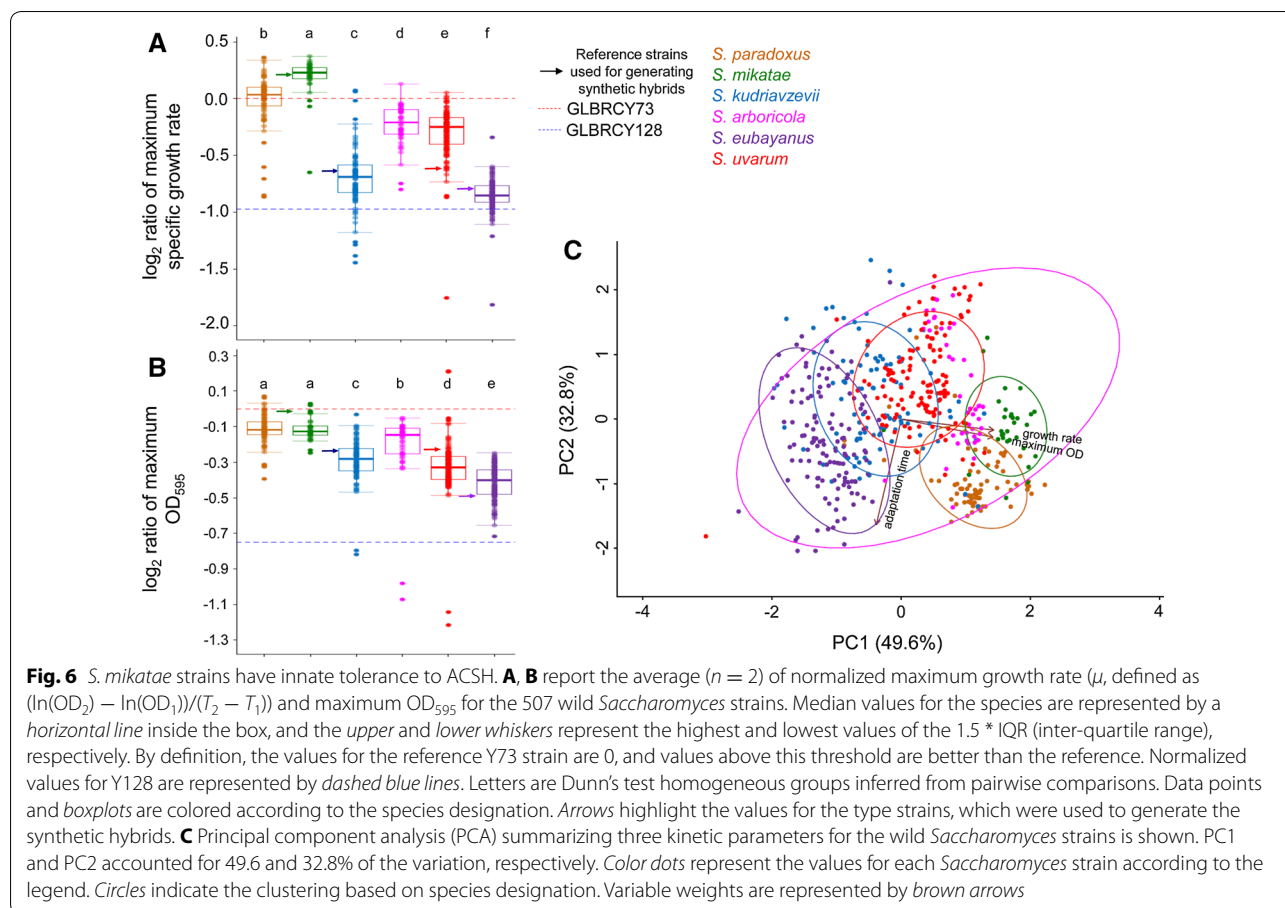 A
b a c d e f
0.5
0.0
-0.5
-1.0
-1.5
-2.0
log2 ratio of maximum
specific growth rate
Reference strains
used for generating
synthetic hybrids
GLBRCY73
GLBRCY128
S. paradoxus
S. mikatae
S. kudriavzevii
S. arboricola
S. eubayanus
S. uvarum
B
a a c b d e
0.3
0.1
-0.1
-0.3
-0.5
-0.7
-0.9
-1.1
-1.3
log2 ratio of maximum
OD595
C
2
1
0
-1
-2
PC2 (32.8%)
growth rate
maximum OD
adaptation time
-4 -2 0 2 4
PC1 (49.6%)
Fig. 6 S. mikatae strains have innate tolerance to ACSH. A, B report the average (n = 2) of normalized maximum growth rate (μ, defined as
(ln(OD2) − ln(OD1))/(T2 − T1)) and maximum OD595 for the 507 wild Saccharomyces strains. Median values for the species are represented by a
horizontal line inside the box, and the upper and lower whiskers represent the highest and lowest values of the 1.5 * IQR (inter-quartile range),
respectively. By definition, the values for the reference Y73 strain are 0, and values above this threshold are better than the reference. Normalized
values for Y128 are represented by dashed blue lines. Letters are Dunn's test homogeneous groups inferred from pairwise comparisons. Data points
and boxplots are colored according to the species designation. Arrows highlight the values for the type strains, which were used to generate the
synthetic hybrids. C Principal component analysis (PCA) summarizing three kinetic parameters for the wild Saccharomyces strains is shown. PC1
and PC2 accounted for 49.6 and 32.8% of the variation, respectively. Color dots represent the values for each Saccharomyces strain according to the
legend. Circles indicate the clustering based on species designation. Variable weights are represented by brown arrows